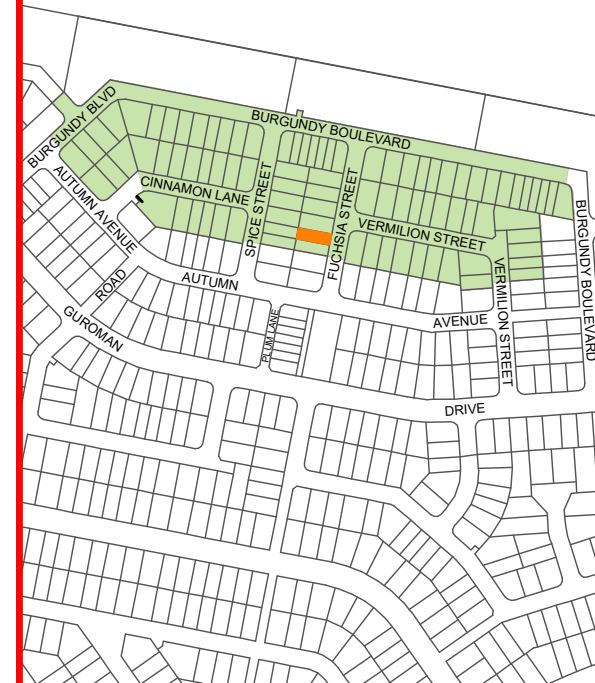 BURGUNDY BLVD
BURGUNDY BOULEVARD
CINNAMON LANE
SPICE STREET
FUCHSIA STREET
AUTUMN AVENUE
VERMILION STREET
BURGUNDY BOULEVARD
ROAD
AUTUMN
VERMILION STREET
PLUM LANE
AVENUE
GUROMAN
DRIVE